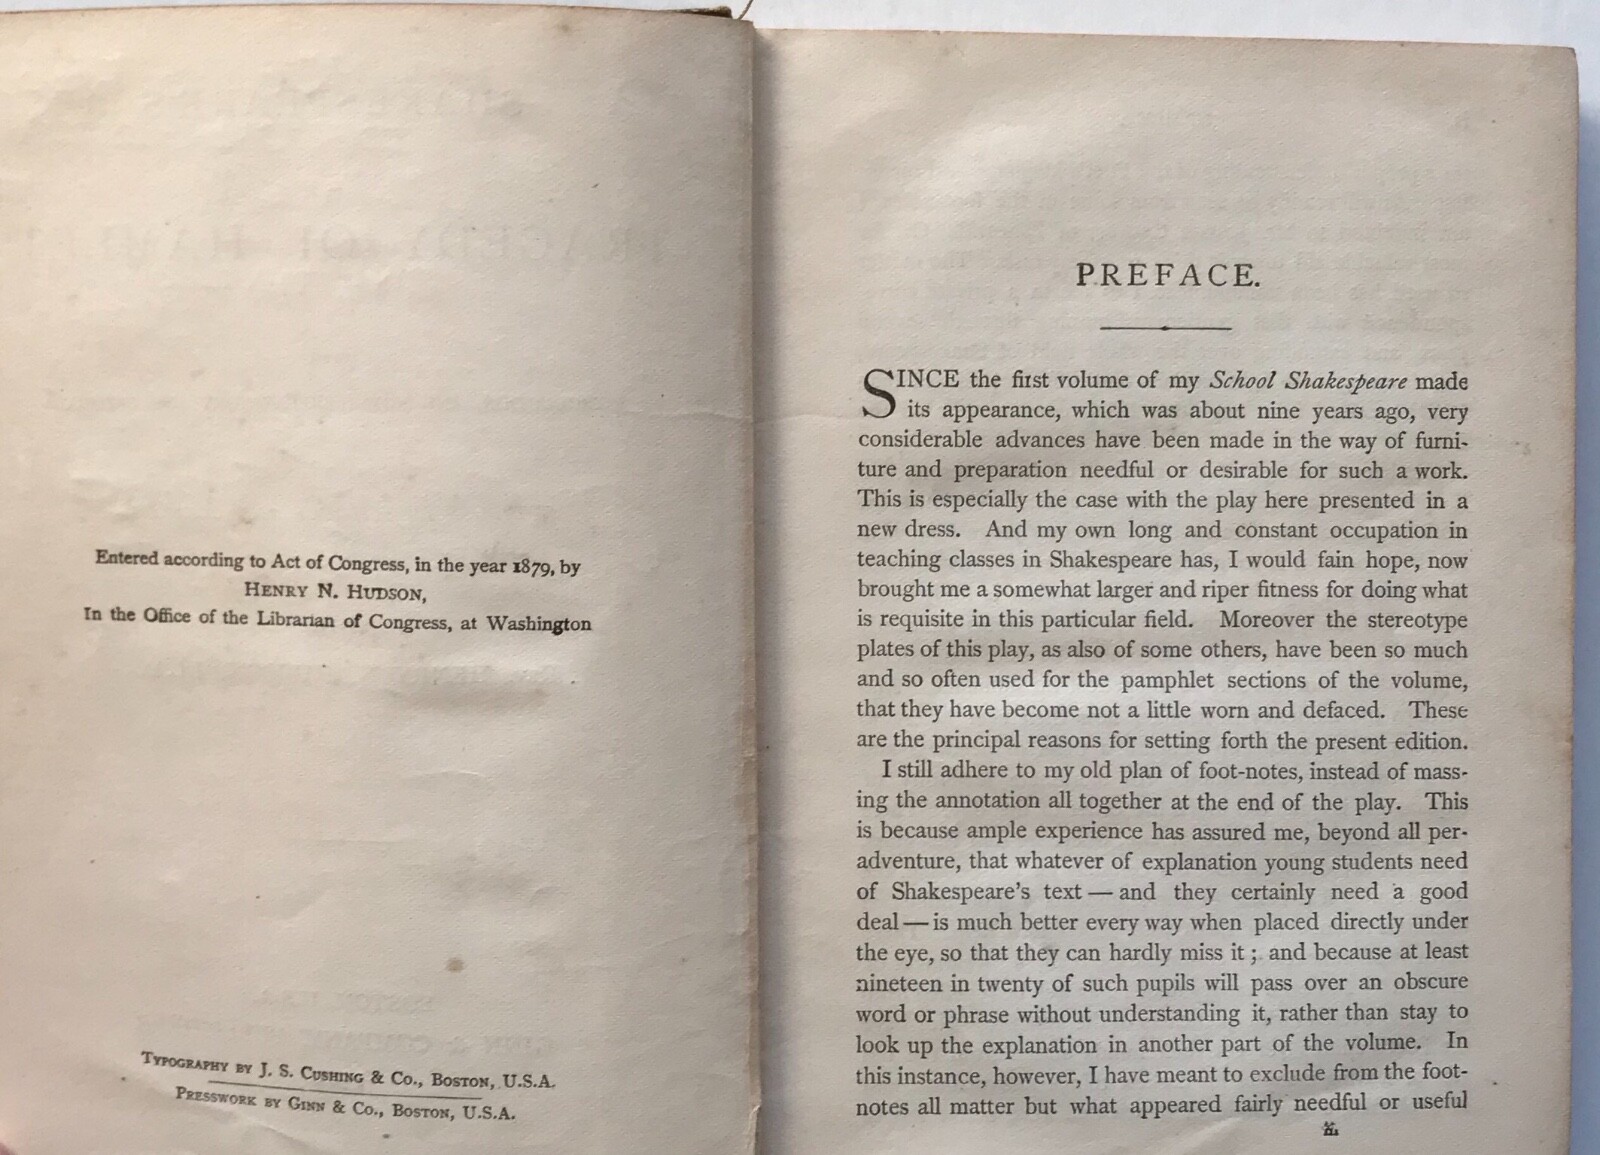 Entered according to Act of Congress, in the year 1879, by
HENRY N. HUDSON,
In the Office of the Librarian of Congress, at Washington
TYPOGRAPHY BY J. S. CUSHING & CO., BOSTON, U.S.A.
PRESSWORK BY GINN & CO., BOSTON, U.S.A.
PREFACE.
SINCE the first volume of my School Shakespeare made
its appearance, which was about nine years ago, very
considerable advances have been made in the way of furni-
ture and preparation needful or desirable for such a work.
This is especially the case with the play here presented in a
new dress. And my own long and constant occupation in
teaching classes in Shakespeare has, I would fain hope, now
brought me a somewhat larger and riper fitness for doing what
is requisite in this particular field. Moreover the stereotype
plates of this play, as also of some others, have been so much
and so often used for the pamphlet sections of the volume,
that they have become not a little worn and defaced. These
are the principal reasons for setting forth the present edition.
I still adhere to my old plan of foot-notes, instead of mass-
ing the annotation all together at the end of the play. This
is because ample experience has assured me, beyond all per-
adventure, that whatever of explanation young students need
of Shakespeare's text — and they certainly need a good
deal — is much better every way when placed directly under
the eye, so that they can hardly miss it; and because at least
nineteen in twenty of such pupils will pass over an obscure
word or phrase without understanding it, rather than stay to
look up the explanation in another part of the volume. In
this instance, however, I have meant to exclude from the foot-
notes all matter but what appeared fairly needful or useful